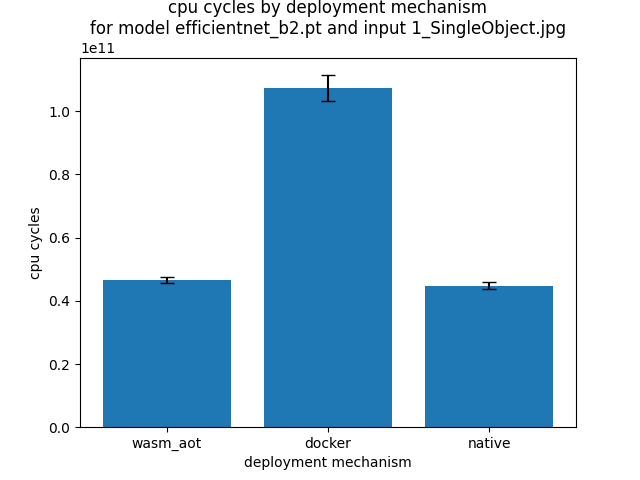 cpu cycles by deployment mechanism
for model efficientnet_b2.pt and input 1_SingleObject.jpg
1e11
1.0
0.8
0.6
0.4
0.2
0.0
cpu cycles
wasm_aot docker native
deployment mechanism